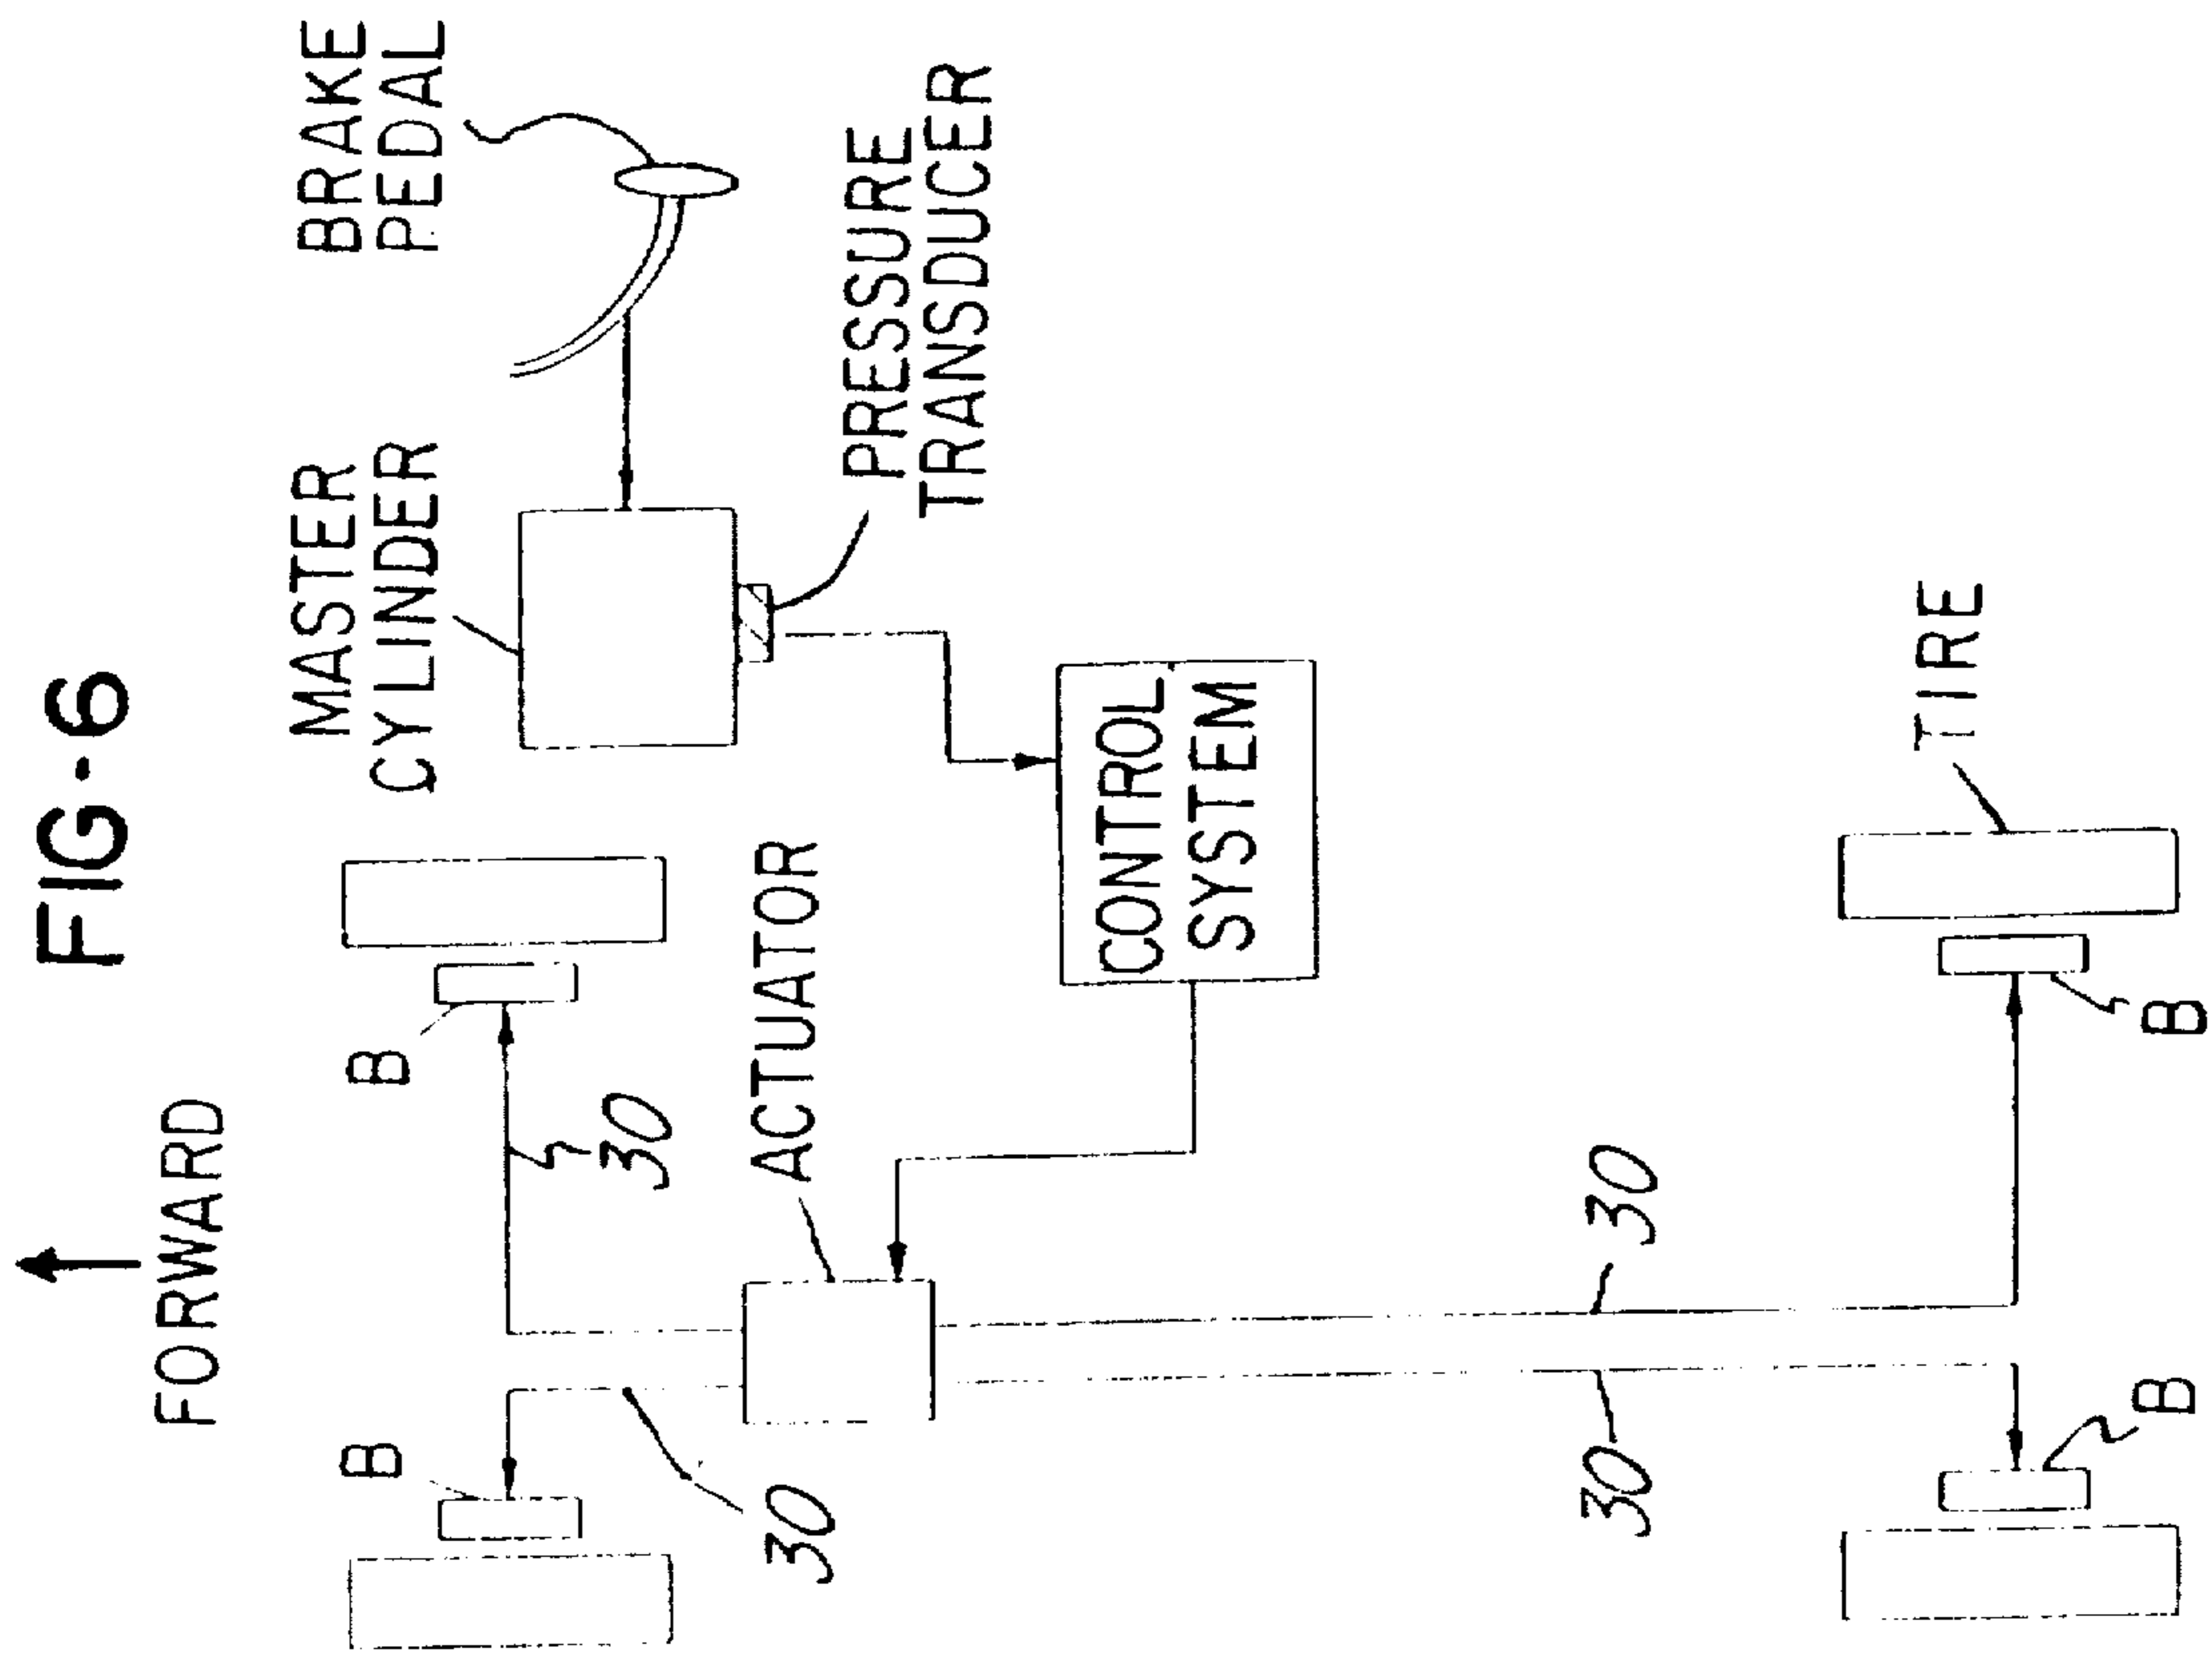 FIG-6
FORWARD
MASTER
CYLINDER
BRAKE
PEDAL
B
B
30
30
ACTUATOR
PRESSURE
TRANSDUCER
CONTROL
SYSTEM
30
30
TIRE
B
B